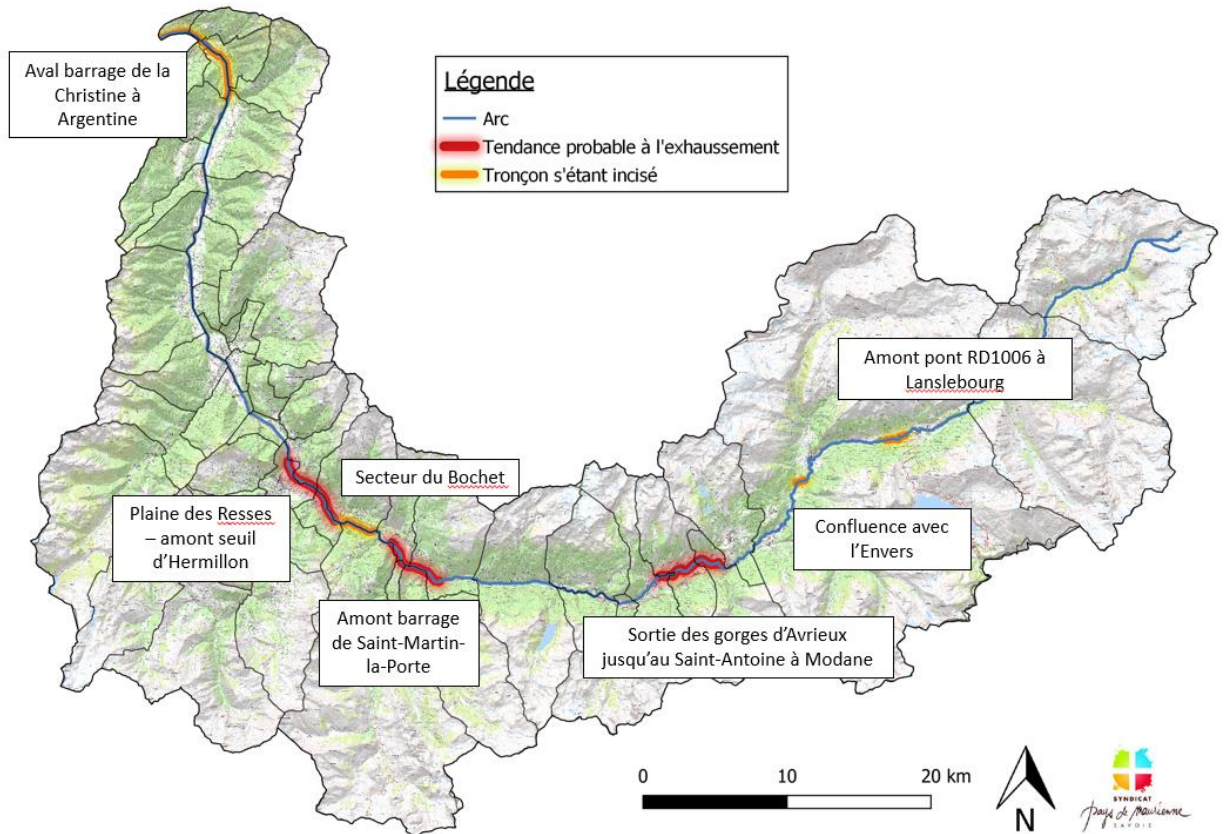 Aval barrage de la
Christine à
Argentine
Légende
Arc
Tendance probable à l'exhaussement
Tronçon s'étant incisé
Amont pont RD1006 à
Lanslebourg
Secteur du Bochet
Plaine des Resses
– amont seuil
d'Hermillon
Confluence avec
l'Envers
Amont barrage
de Saint-Martin-
la-Porte
Sortie des gorges d'Avrieux
jusqu'au Saint-Antoine à Modane
0 10 20 km
N
SYNDICAT
pays de maurienne
SAVOIE